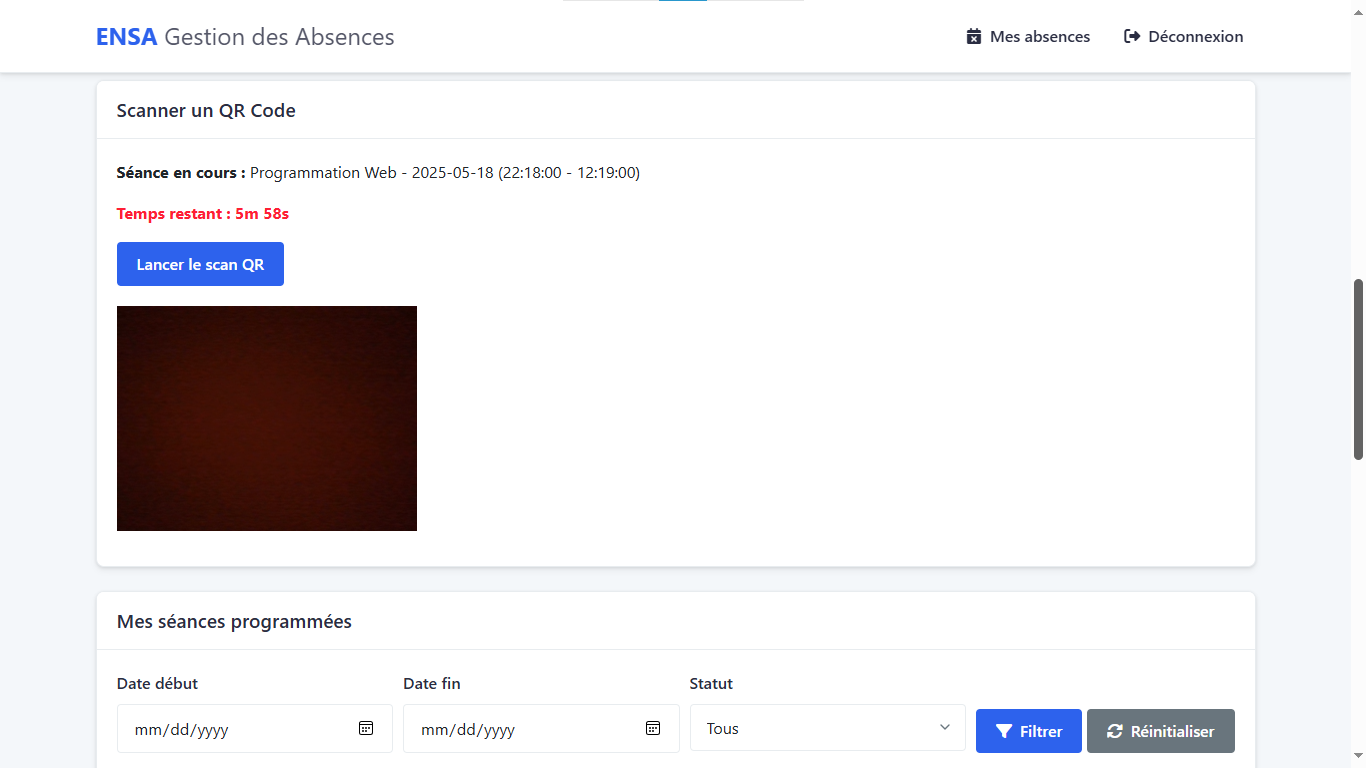 ENSA Gestion des Absences
Mes absences
Déconnexion
Scanner un QR Code
Séance en cours : Programmation Web - 2025-05-18 (22:18:00 - 12:19:00)
Temps restant : 5m 58s
Lancer le scan QR
Mes séances programmées
Date début
Date fin
Statut
mm/dd/yyyy
mm/dd/yyyy
Tous
Filtrer
Réinitialiser